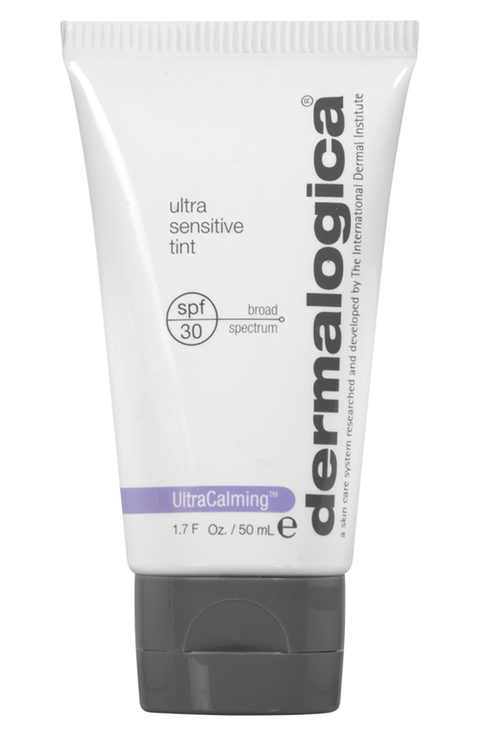 ultra
sensitive
tint
spf
30
broad
spectrum
UltraCalming™
1.7 F Oz. / 50 mL ℮
dermalogica®
a skin care system researched and developed by The International Dermal Institute